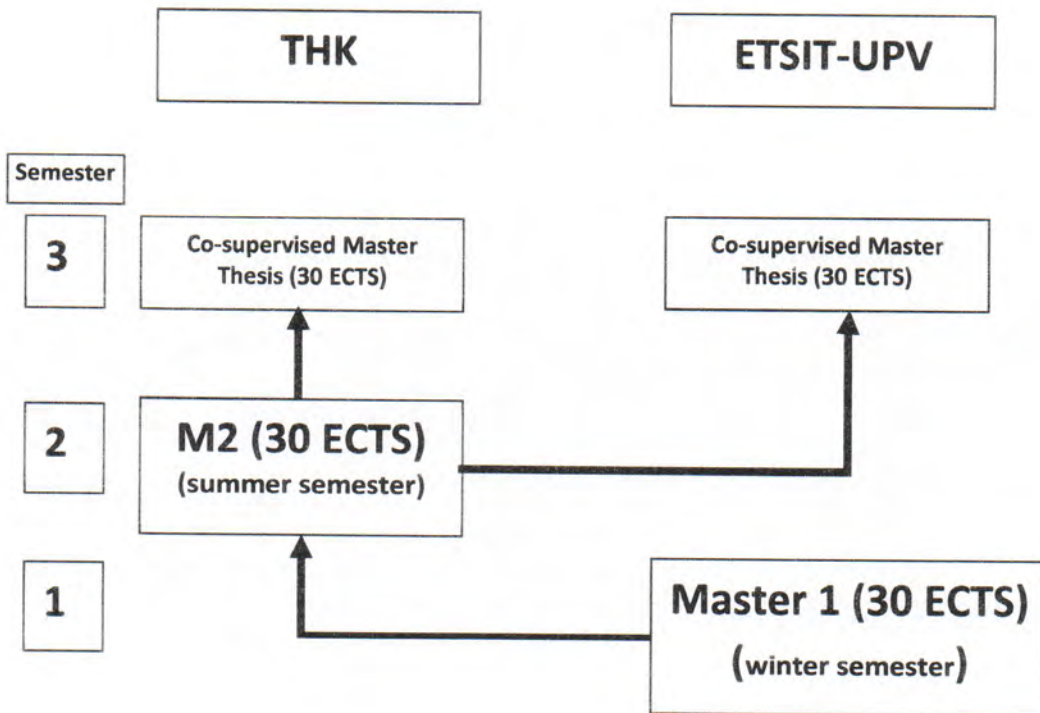 THK
ETSIT-UPV
Semester
3
Co-supervised Master
Thesis (30 ECTS)
Co-supervised Master
Thesis (30 ECTS)
2
M2 (30 ECTS)
(summer semester)
1
Master 1 (30 ECTS)
(winter semester)